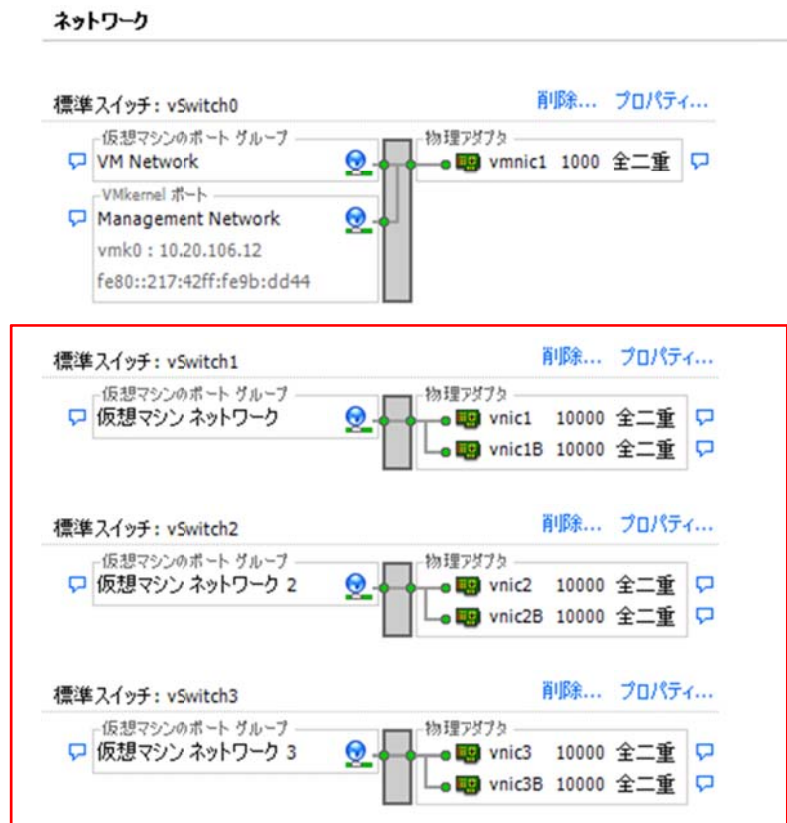 ネットワーク
標準スイッチ: vSwitch0 削除... プロパティ...
仮想マシンのポート グループ 物理アダプタ
VM Network vmnic1 1000 全二重
VMkernel ポート
Management Network
vmk0 : 10.20.106.12
fe80::217:42ff:fe9b:dd44
標準スイッチ: vSwitch1 削除... プロパティ...
仮想マシンのポート グループ 物理アダプタ
仮想マシン ネットワーク vnic1 10000 全二重
vnic1B 10000 全二重
標準スイッチ: vSwitch2 削除... プロパティ...
仮想マシンのポート グループ 物理アダプタ
仮想マシン ネットワーク 2 vnic2 10000 全二重
vnic2B 10000 全二重
標準スイッチ: vSwitch3 削除... プロパティ...
仮想マシンのポート グループ 物理アダプタ
仮想マシン ネットワーク 3 vnic3 10000 全二重
vnic3B 10000 全二重